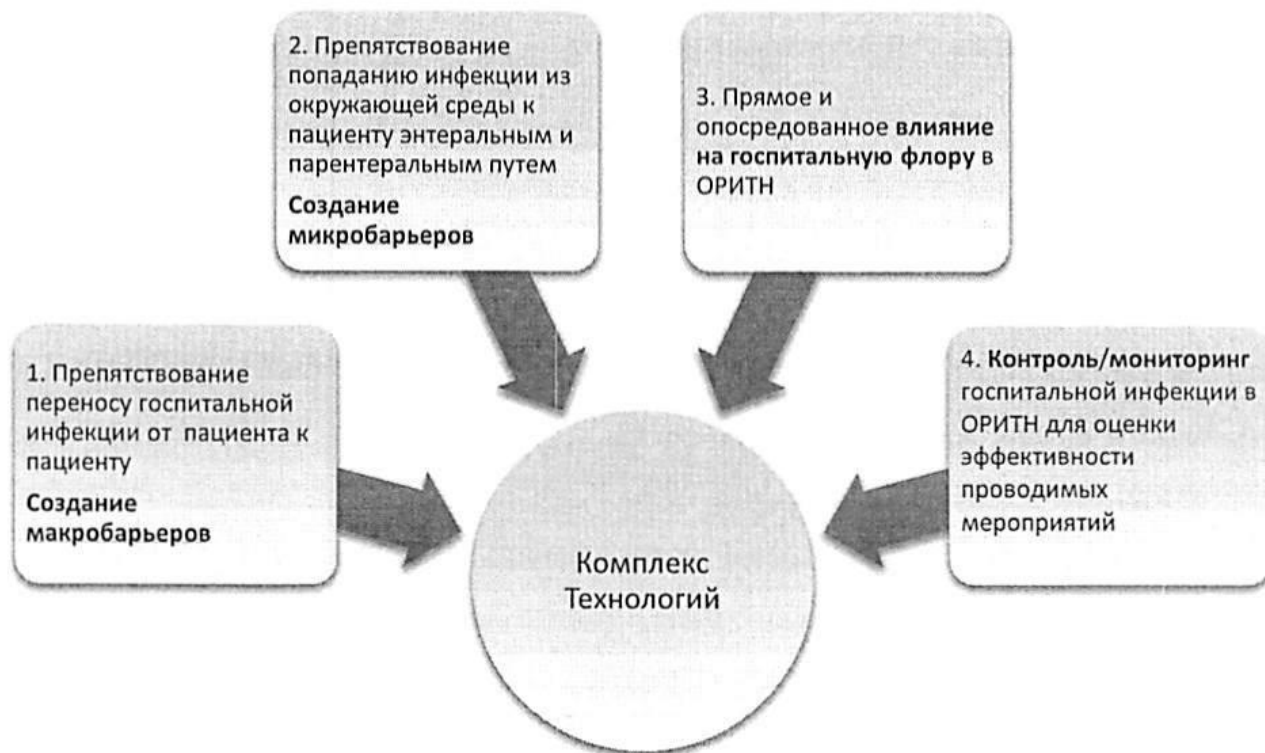 1. Препятствование
переносу госпитальной
инфекции от пациента к
пациенту
Создание
макробарьеров
2. Препятствование
попаданию инфекции из
окружающей среды к
пациенту энтеральным и
парентеральным путем
Создание
микробарьеров
3. Прямое и
опосредованное влияние
на госпитальную флору в
ОРИТН
4. Контроль/мониторинг
госпитальной инфекции в
ОРИТН для оценки
эффективности
проводимых
мероприятий
Комплекс
Технологий